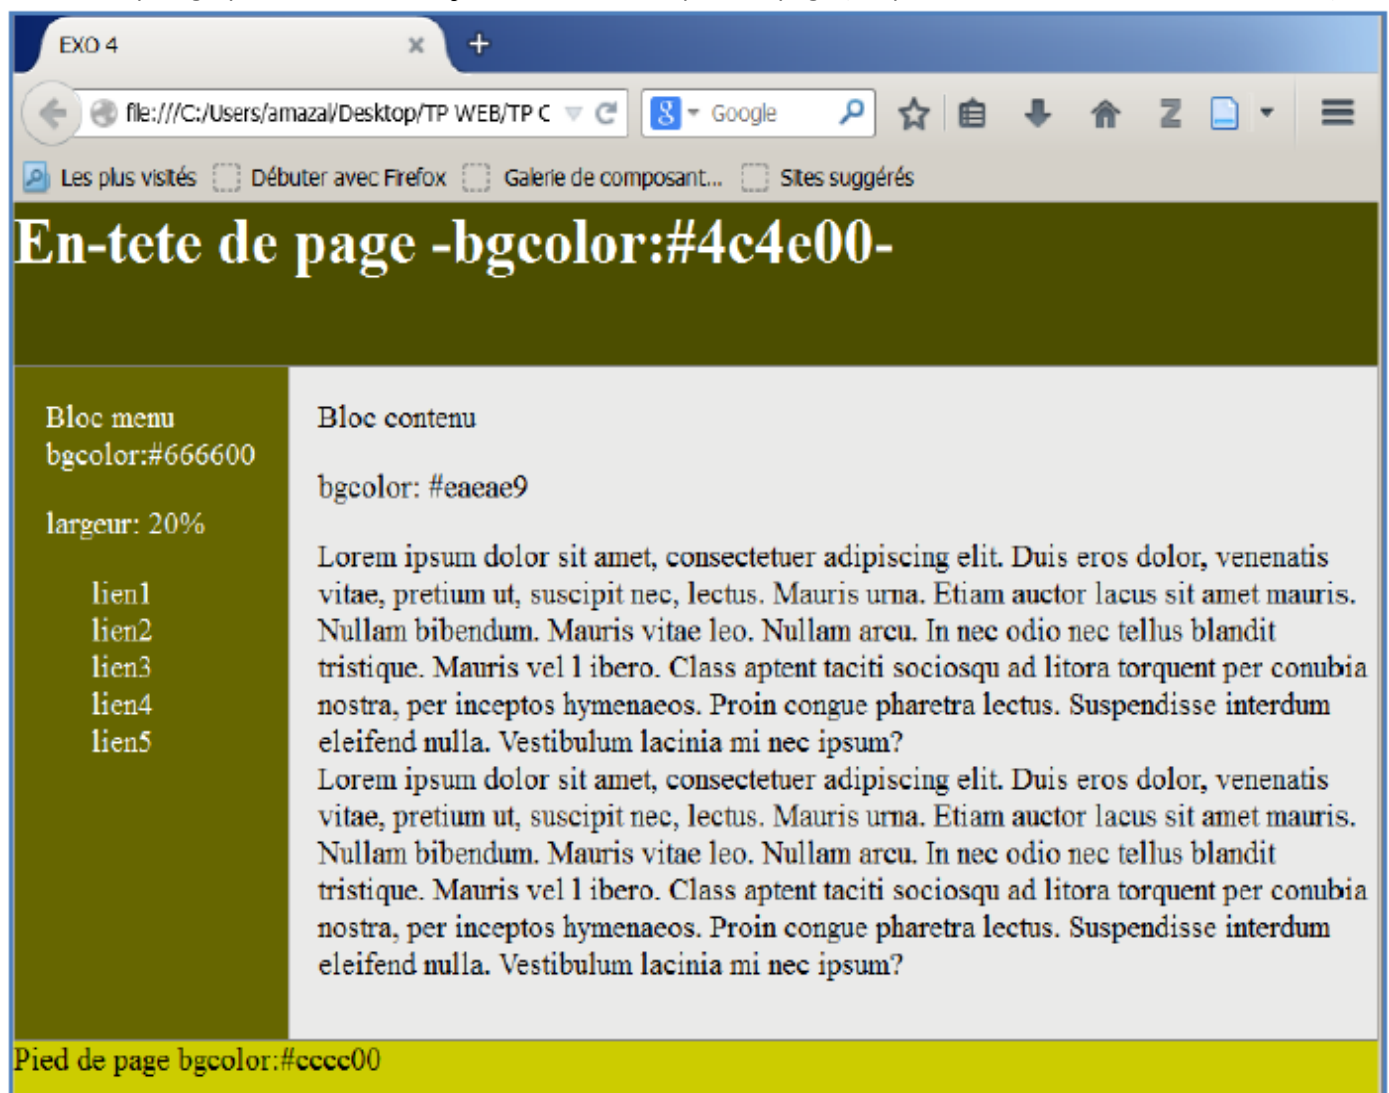 EXO 4
file:///C:/Users/amazal/Desktop/TP WEB/TP C
Google
Les plus visités Débuter avec Firefox Galerie de composant... Sites suggérés
En-tete de page -bgcolor:#4c4e00-
Bloc menu
bgcolor:#666600
largeur: 20%
lien1
lien2
lien3
lien4
lien5
Bloc contenu
bgcolor: #eaeae9
Lorem ipsum dolor sit amet, consectetuer adipiscing elit. Duis eros dolor, venenatis
vitae, pretium ut, suscipit nec, lectus. Mauris urna. Etiam auctor lacus sit amet mauris.
Nullam bibendum. Mauris vitae leo. Nullam arcu. In nec odio nec tellus blandit
tristique. Mauris vel l ibero. Class aptent taciti sociosqu ad litora torquent per conubia
nostra, per inceptos hymenaeos. Proin congue pharetra lectus. Suspendisse interdum
eleifend nulla. Vestibulum lacinia mi nec ipsum?
Lorem ipsum dolor sit amet, consectetuer adipiscing elit. Duis eros dolor, venenatis
vitae, pretium ut, suscipit nec, lectus. Mauris urna. Etiam auctor lacus sit amet mauris.
Nullam bibendum. Mauris vitae leo. Nullam arcu. In nec odio nec tellus blandit
tristique. Mauris vel l ibero. Class aptent taciti sociosqu ad litora torquent per conubia
nostra, per inceptos hymenaeos. Proin congue pharetra lectus. Suspendisse interdum
eleifend nulla. Vestibulum lacinia mi nec ipsum?
Pied de page bgcolor:#cccc00